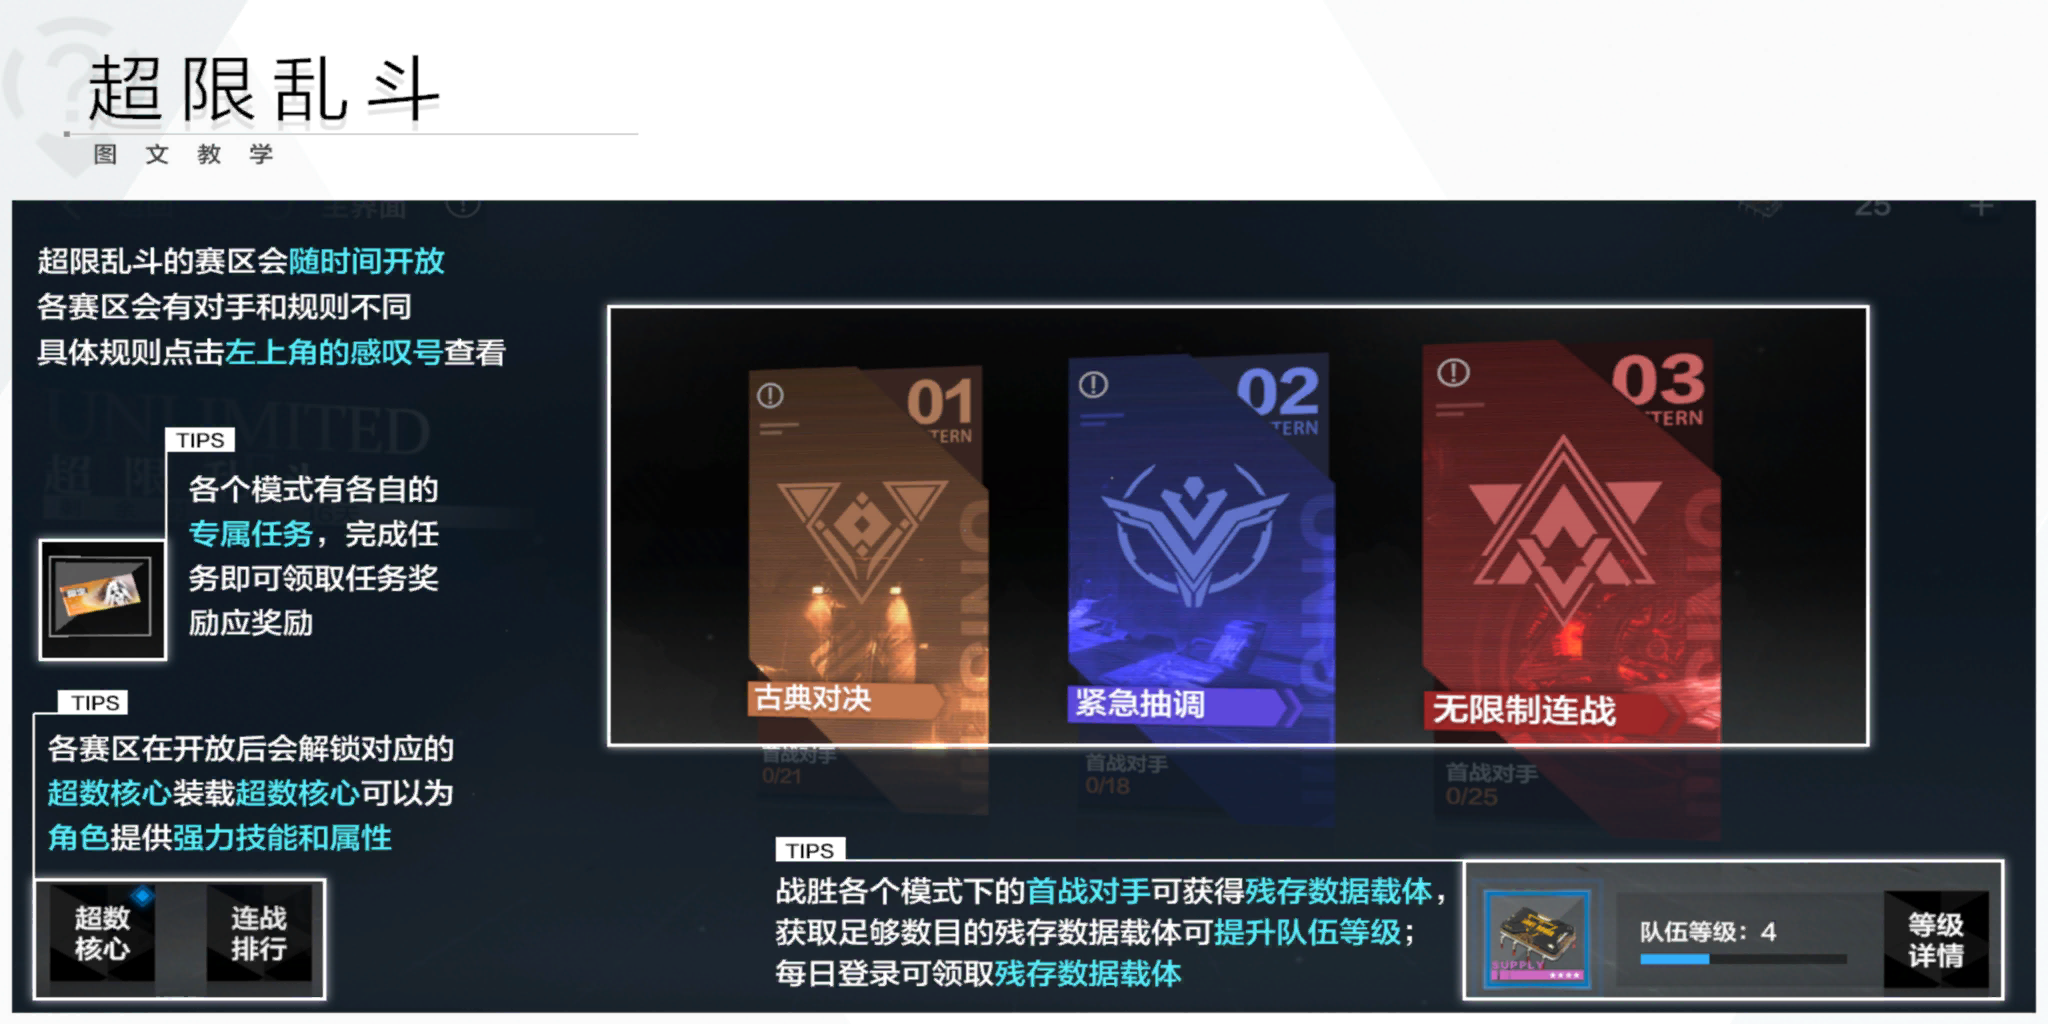 超限乱斗
图文教学
主界面
25
超限乱斗的赛区会随时间开放
各赛区会有对手和规则不同
具体规则点击左上角的感叹号查看
UNLIMITED
TIPS
各个模式有各自的
专属任务，完成任
务即可领取任务奖
励应奖励
TIPS
各赛区在开放后会解锁对应的
超数核心装载超数核心可以为
角色提供强力技能和属性
超数
核心
连战
排行
01
TERN
古典对决
首战对手
0/21
02
TERN
紧急抽调
首战对手
0/18
03
TERN
无限制连战
首战对手
0/25
TIPS
战胜各个模式下的首战对手可获得残存数据载体，
获取足够数目的残存数据载体可提升队伍等级；
每日登录可领取残存数据载体
SUPPLY
队伍等级：4
等级
详情